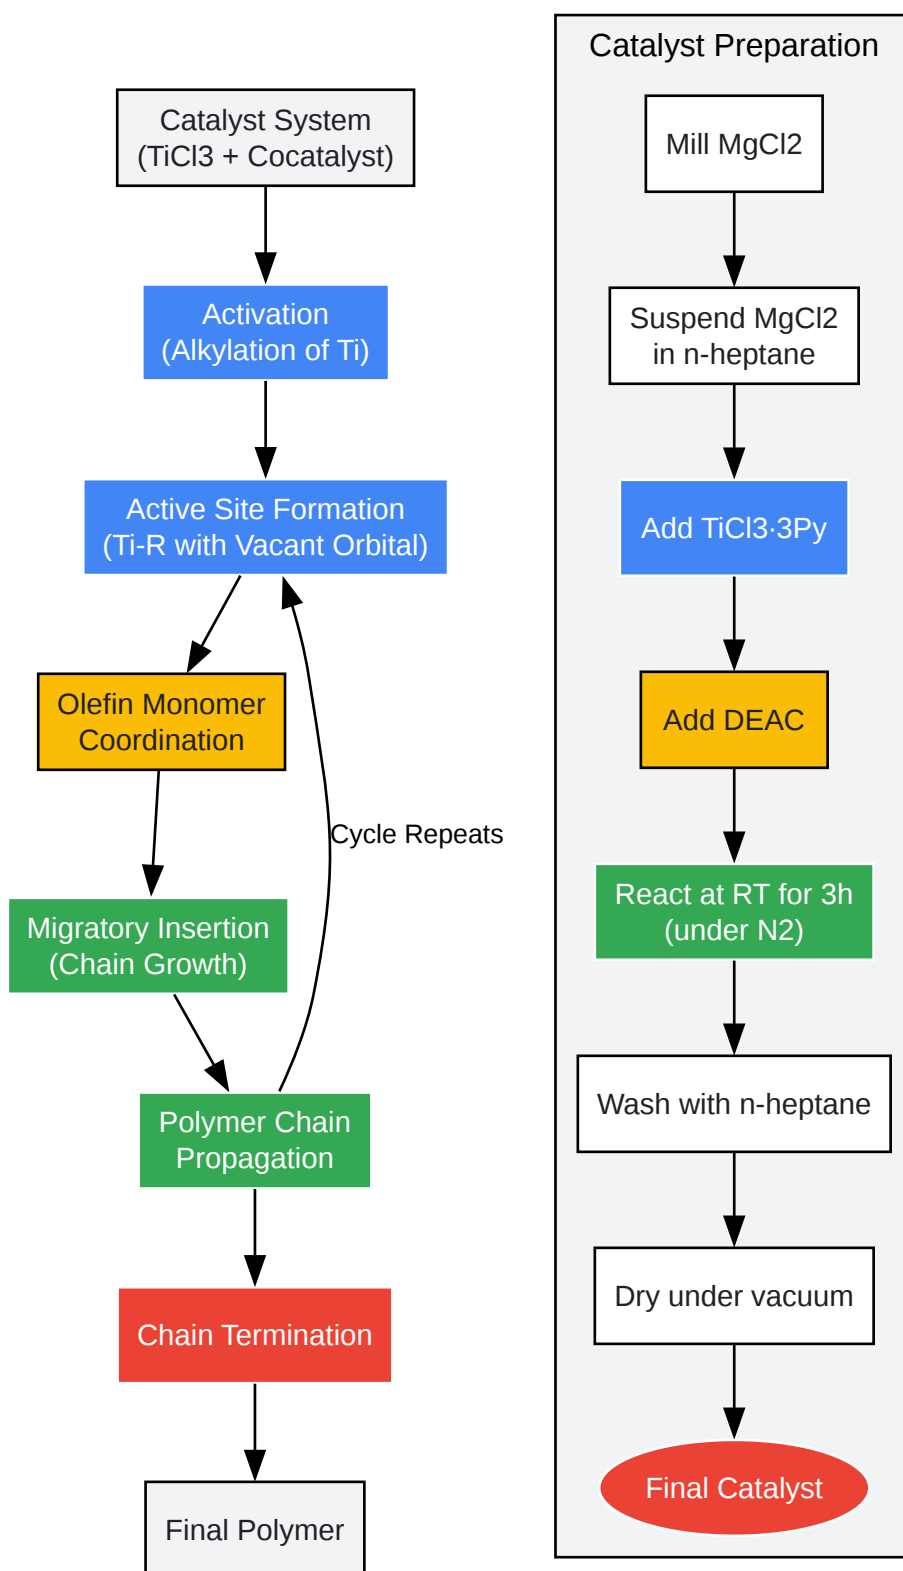 Catalyst System
(TiCl3 + Cocatalyst)
Activation
(Alkylation of Ti)
Active Site Formation
(Ti-R with Vacant Orbital)
Olefin Monomer
Coordination
Cycle Repeats
Migratory Insertion
(Chain Growth)
Polymer Chain
Propagation
Chain Termination
Final Polymer
Catalyst Preparation
Mill MgCl2
Suspend MgCl2
in n-heptane
Add TiCl3·3Py
Add DEAC
React at RT for 3h
(under N2)
Wash with n-heptane
Dry under vacuum
Final Catalyst